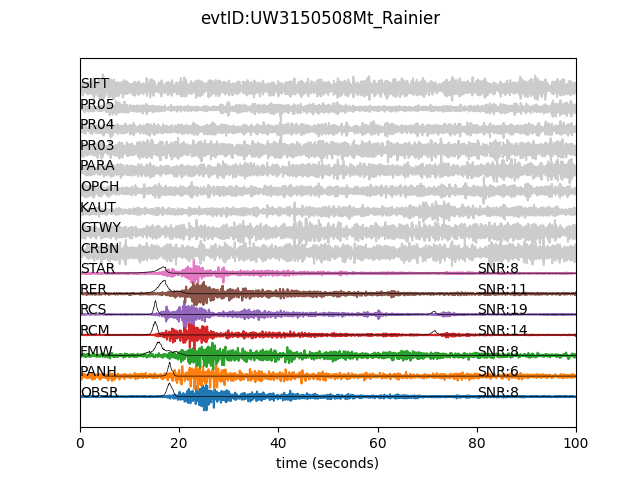 evtID:UW3150508Mt_Rainier
SIFT
PR05
PR04
PR03
PARA
OPCH
KAUT
GTWY
CRBN
STAR SNR:8
RER SNR:11
RCS SNR:19
RCM SNR:14
FMW SNR:8
PANH SNR:6
OBSR SNR:8
0 20 40 60 80 100
time (seconds)